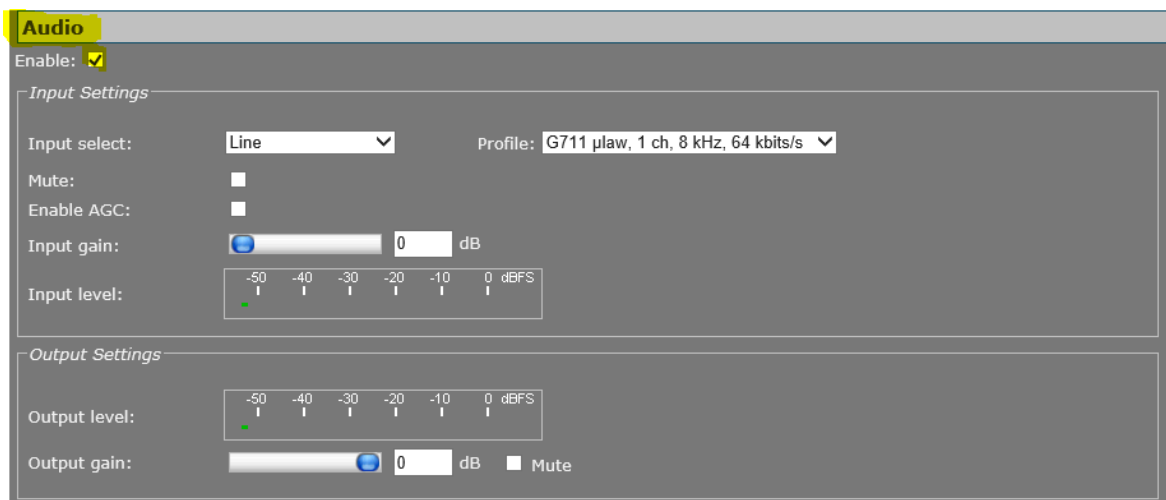 Audio
Enable:
Input Settings
Input select: Line Profile: G711 µlaw, 1 ch, 8 kHz, 64 kbits/s
Mute:
Enable AGC:
Input gain: 0 dB
-50 -40 -30 -20 -10 0 dBFS
Input level:
Output Settings
-50 -40 -30 -20 -10 0 dBFS
Output level:
Output gain: 0 dB Mute